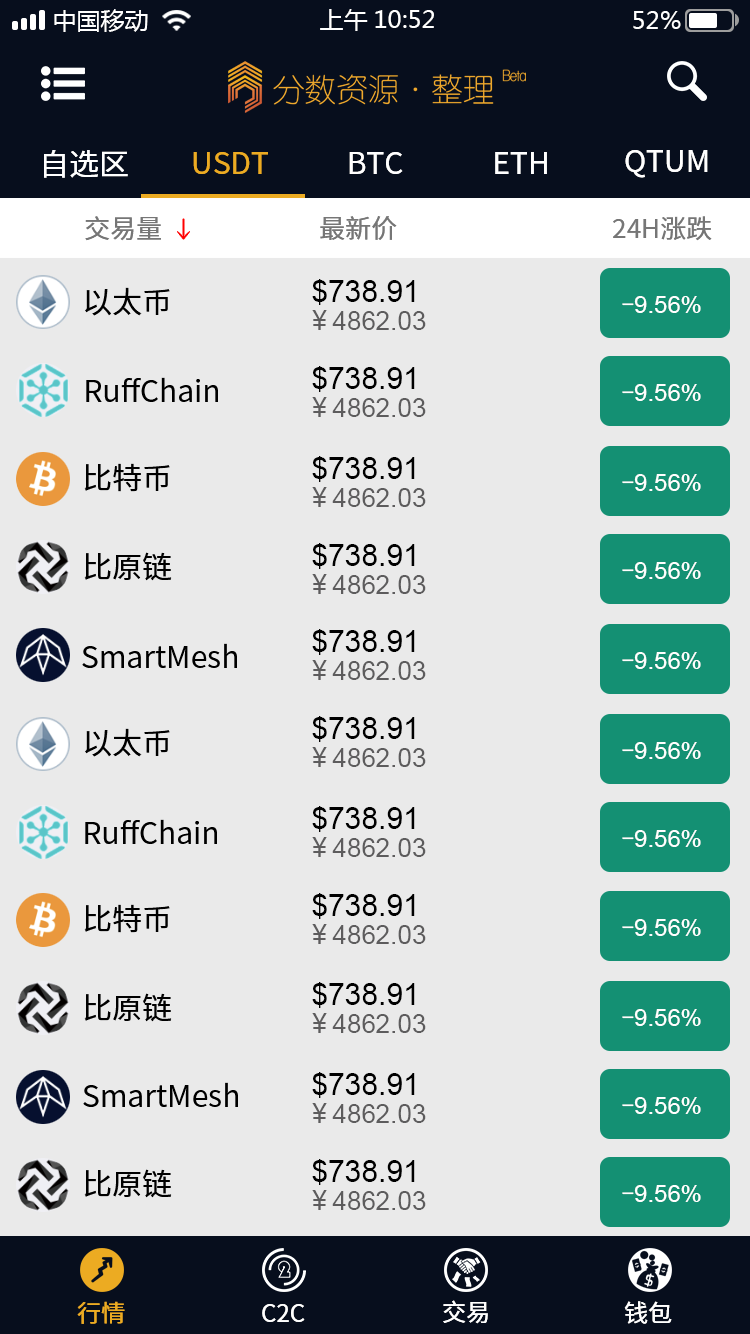 中国移动 上午 10:52 52%
分数资源·整理 Beta
自选区 USDT BTC ETH QTUM
交易量 ↓ 最新价 24H涨跌
以太币 $738.91 -9.56%
¥4862.03
RuffChain $738.91 -9.56%
¥4862.03
比特币 $738.91 -9.56%
¥4862.03
比原链 $738.91 -9.56%
¥4862.03
SmartMesh $738.91 -9.56%
¥4862.03
以太币 $738.91 -9.56%
¥4862.03
RuffChain $738.91 -9.56%
¥4862.03
比特币 $738.91 -9.56%
¥4862.03
比原链 $738.91 -9.56%
¥4862.03
SmartMesh $738.91 -9.56%
¥4862.03
比原链 $738.91 -9.56%
¥4862.03
行情 C2C 交易 钱包